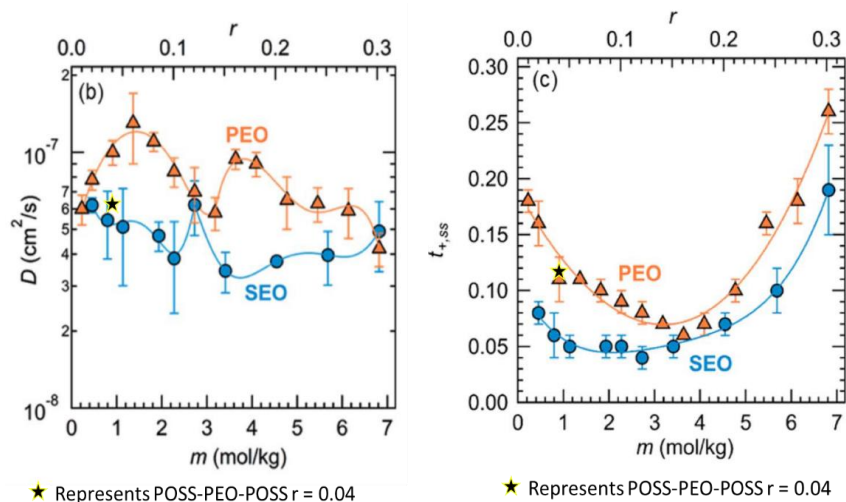 r
0.0 0.1 0.2 0.3
2
(b)
PEO
10-7
7
6
5
4
3
2
10-8
D (cm2/s)
SEO
0 1 2 3 4 5 6 7
m (mol/kg)
★ Represents POSS-PEO-POSS r = 0.04
r
0.0 0.1 0.2 0.3
0.30
(c)
0.25
0.20
0.15
0.10
0.05
0.00
t+,ss
PEO
SEO
0 1 2 3 4 5 6 7
m (mol/kg)
★ Represents POSS-PEO-POSS r = 0.04